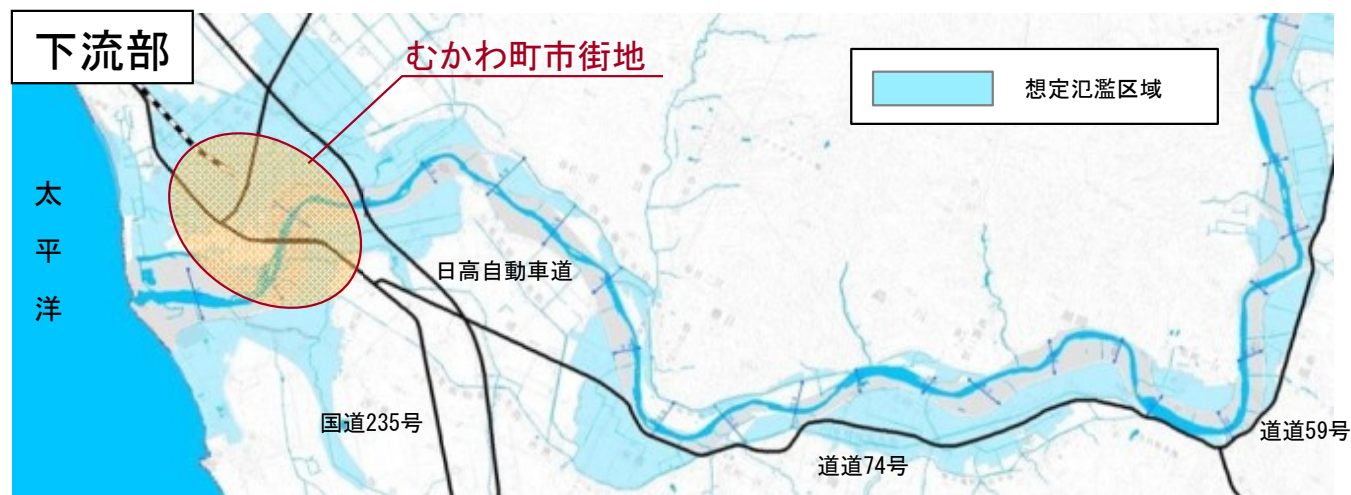 下流部
むかわ町市街地
想定氾濫区域
太平洋
日高自動車道
国道235号
道道74号
道道59号